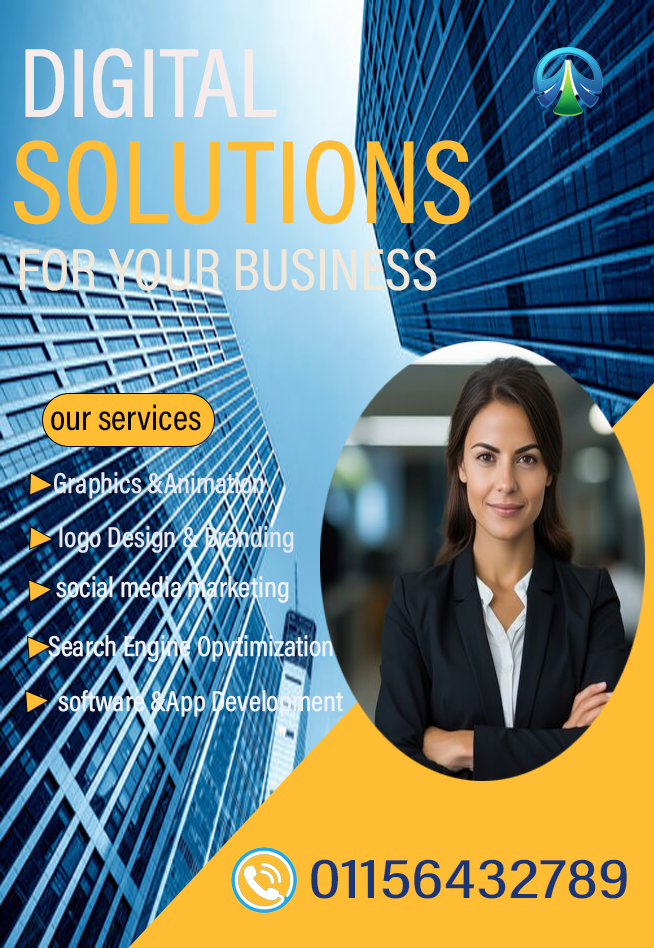 DIGITAL
SOLUTIONS
FOR YOUR BUSINESS
our services
Graphics &Animation
logo Design & Branding
social media marketing
Search Engine Opvtimization
software &App Development
01156432789